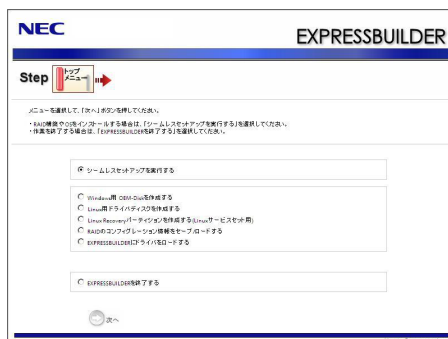 NEC
EXPRESSBUILDER
Step トップメニュー
メニューを選択して、「次へ」ボタンを押してください。
・RAID構築やOSをインストールする場合は、「シームレスセットアップを実行する」を選択してください。
・作業を終了する場合は、「EXPRESSBUILDERを終了する」を選択してください。
シームレスセットアップを実行する
Windows用 OEM-Diskを作成する
Linux用ドライバディスクを作成する
Linux Recoveryパーティションを作成する(Linuxサービスセット用)
RAIDのコンフィグレーション情報をセーブ/ロードする
EXPRESSBUILDERにドライバをロードする
EXPRESSBUILDERを終了する
次へ